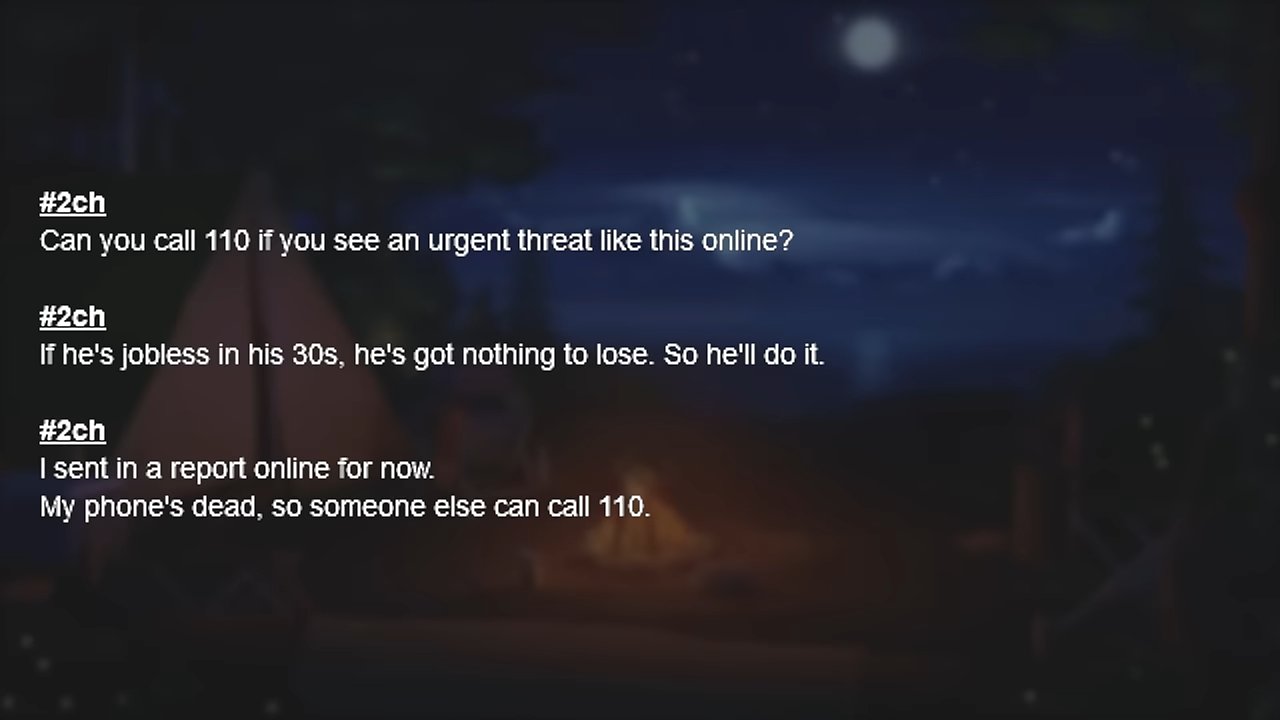 #2ch
Can you call 110 if you see an urgent threat like this online?
#2ch
If he's jobless in his 30s, he's got nothing to lose. So he'll do it.
#2ch
I sent in a report online for now.
My phone's dead, so someone else can call 110.